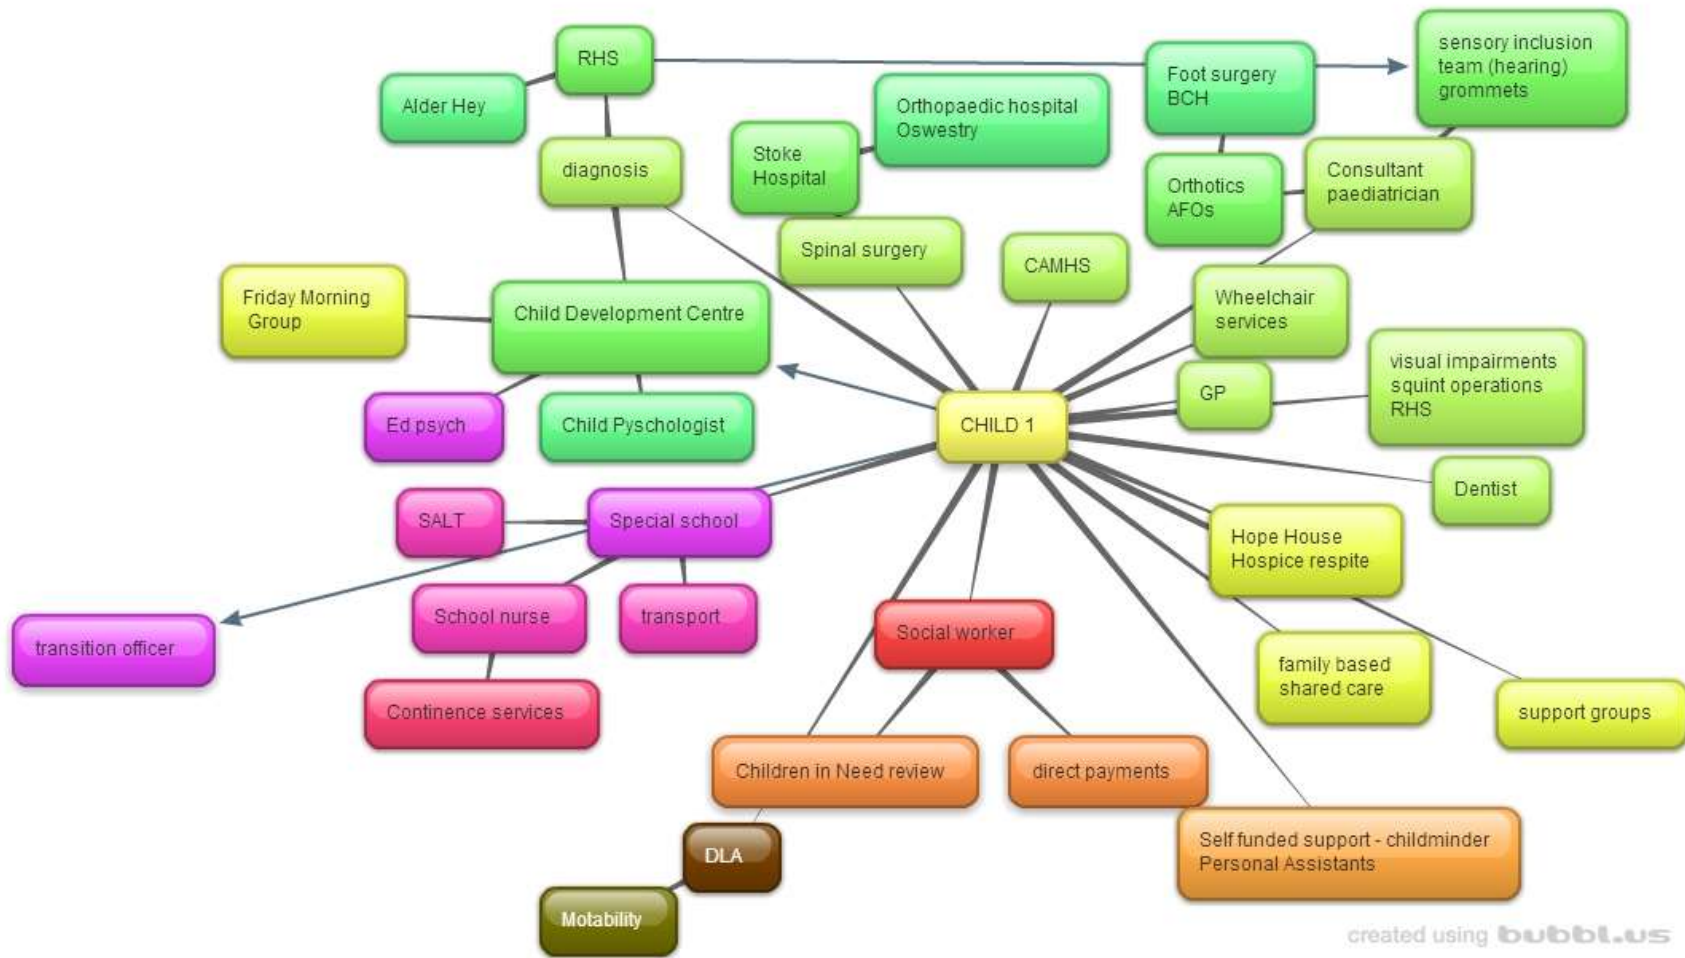 RHS
Alder Hey
Foot surgery
BCH
sensory inclusion
team (hearing)
grommets
Orthopaedic hospital
Oswestry
Stoke
Hospital
diagnosis
Orthotics
AFOs
Consultant
paediatrician
Spinal surgery
CAMHS
Wheelchair
services
Friday Morning
Group
Child Development Centre
visual impairments
squint operations
RHS
GP
Ed psych
Child Pyschologist
CHILD 1
Dentist
SALT
Special school
Hope House
Hospice respite
School nurse
transport
Social worker
transition officer
family based
shared care
Continence services
support groups
Children in Need review
direct payments
Self funded support - childminder
Personal Assistants
DLA
Motability
created using bubbl.us